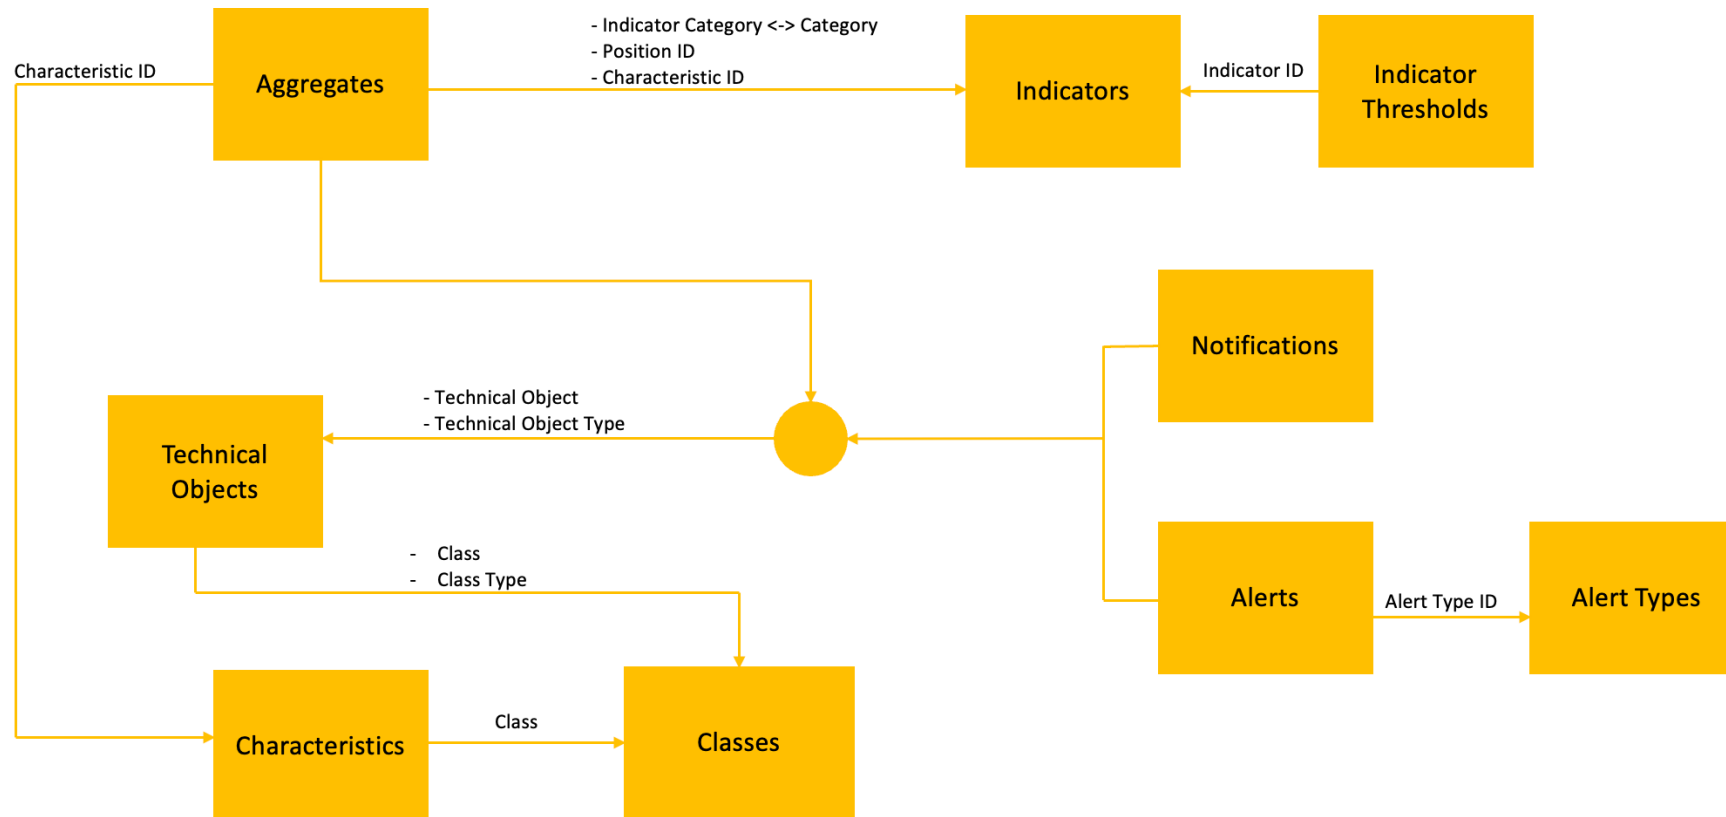 - Indicator Category <-> Category
- Position ID
- Characteristic ID
Characteristic ID
Aggregates
Indicators
Indicator ID
Indicator
Thresholds
Notifications
- Technical Object
- Technical Object Type
Technical
Objects
- Class
- Class Type
Alerts
Alert Type ID
Alert Types
Characteristics
Class
Classes